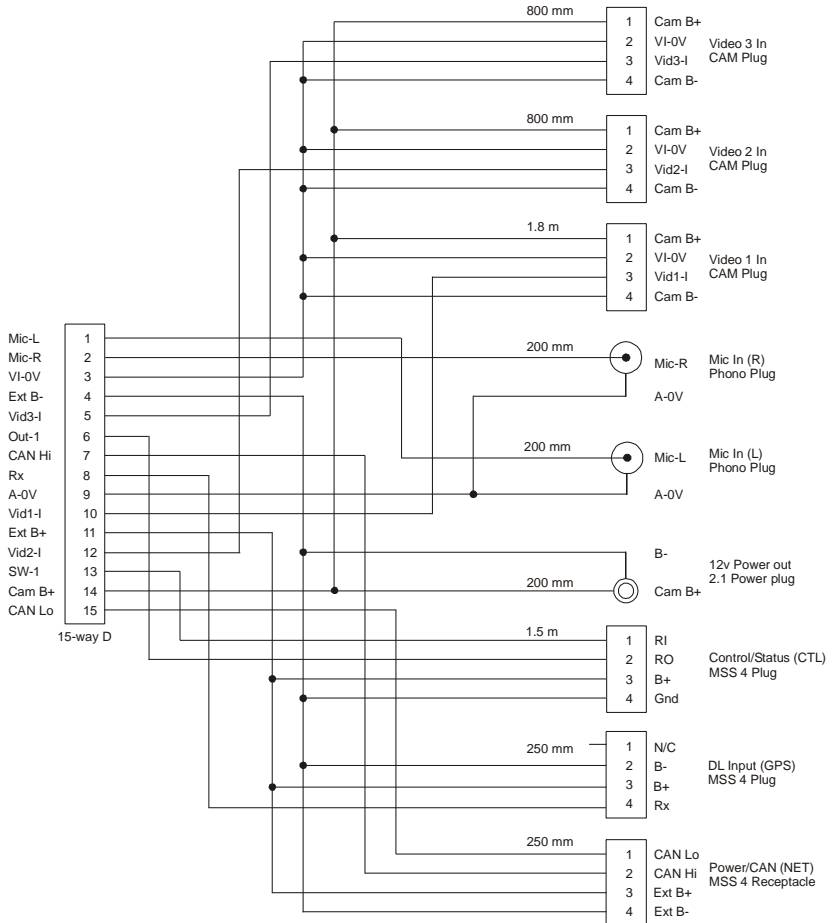 800 mm
1 Cam B+
2 VI-0V
3 Vid3-I
4 Cam B-
Video 3 In
CAM Plug
800 mm
1 Cam B+
2 VI-0V
3 Vid2-I
4 Cam B-
Video 2 In
CAM Plug
1.8 m
1 Cam B+
2 VI-0V
3 Vid1-I
4 Cam B-
Video 1 In
CAM Plug
Mic-L 1
Mic-R 2
VI-0V 3
Ext B- 4
Vid3-I 5
Out-1 6
CAN Hi 7
Rx 8
A-0V 9
Vid1-I 10
Ext B+ 11
Vid2-I 12
SW-1 13
Cam B+ 14
CAN Lo 15
15-way D
200 mm
Mic-R
A-0V
Mic In (R)
Phono Plug
200 mm
Mic-L
A-0V
Mic In (L)
Phono Plug
B-
200 mm
Cam B+
12v Power out
2.1 Power plug
1.5 m
1 RI
2 RO
3 B+
4 Gnd
Control/Status (CTL)
MSS 4 Plug
250 mm
1 N/C
2 B-
3 B+
4 Rx
DL Input (GPS)
MSS 4 Plug
250 mm
1 CAN Lo
2 CAN Hi
3 Ext B+
4 Ext B-
Power/CAN (NET)
MSS 4 Receptacle